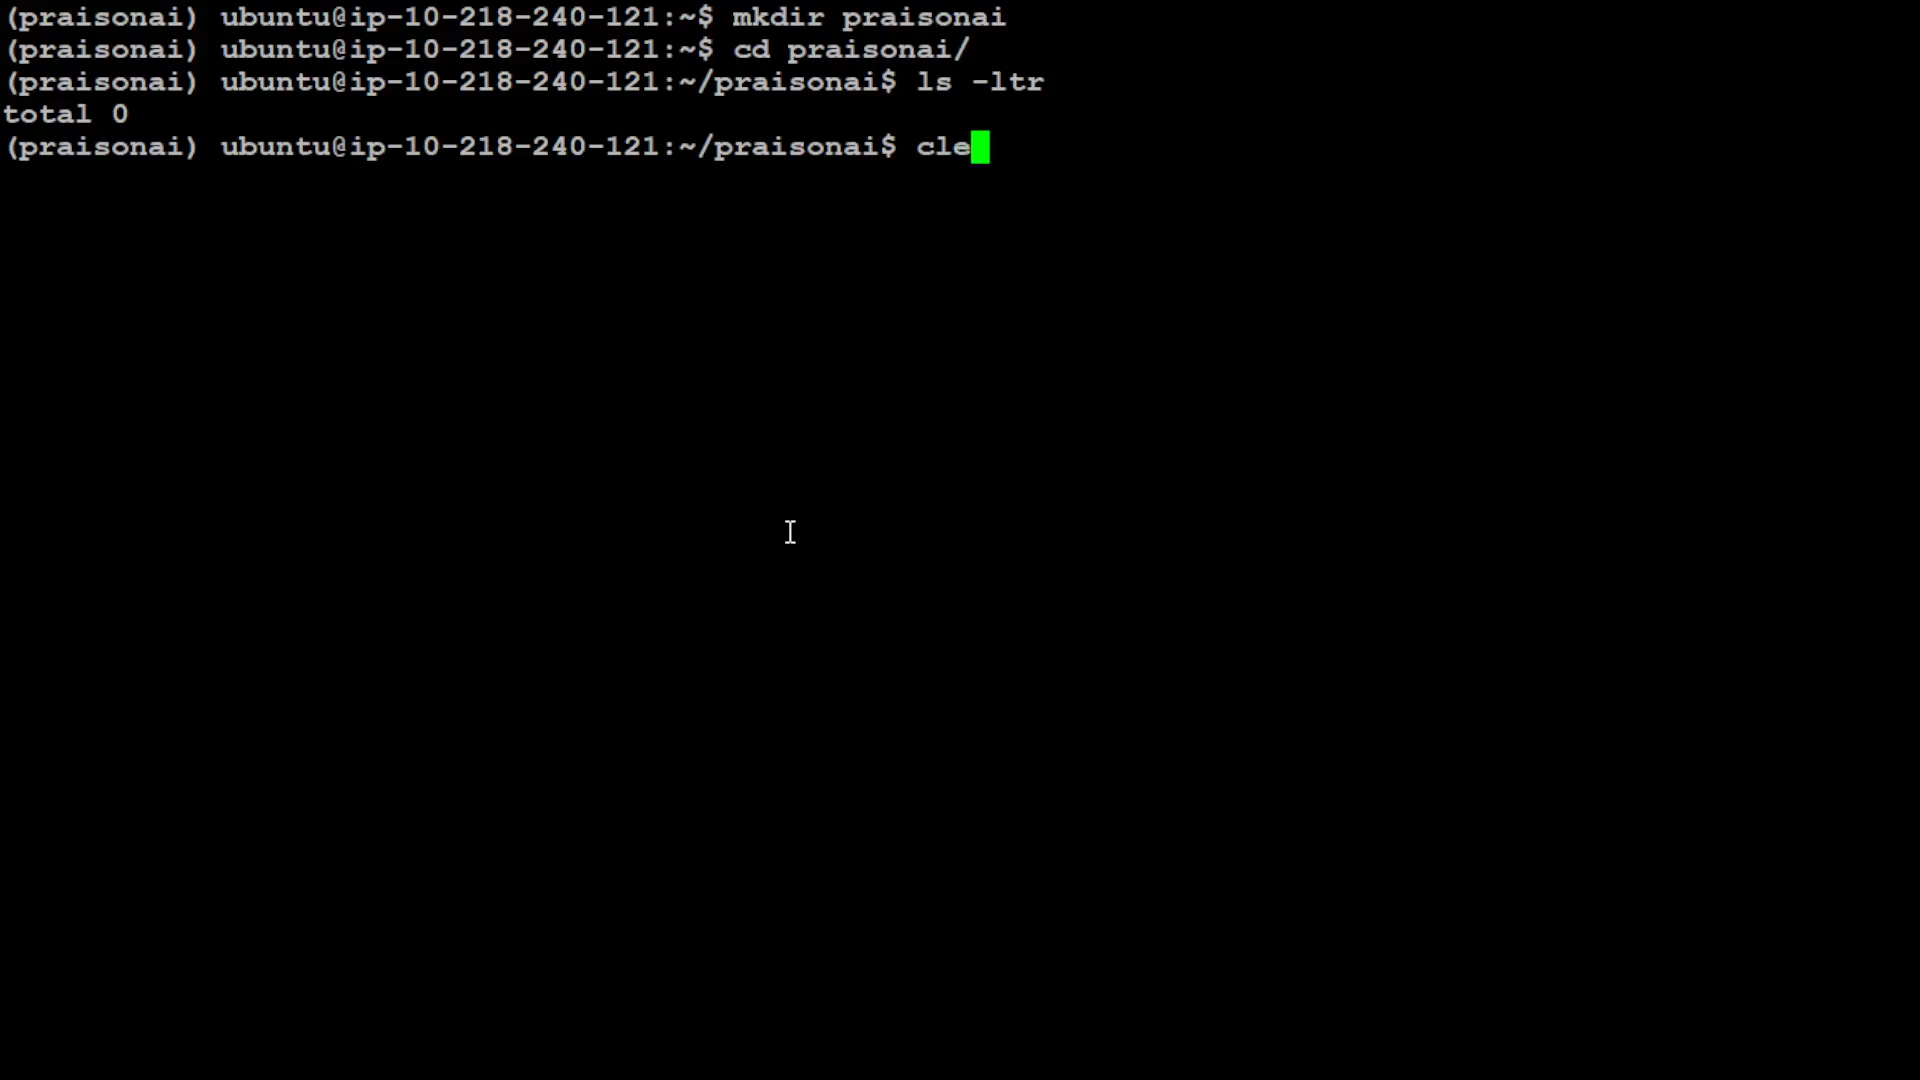 (praisonai) ubuntu@ip-10-218-240-121:~$ mkdir praisonai
(praisonai) ubuntu@ip-10-218-240-121:~$ cd praisonai/
(praisonai) ubuntu@ip-10-218-240-121:~/praisonai$ ls -ltr
total 0
(praisonai) ubuntu@ip-10-218-240-121:~/praisonai$ cle